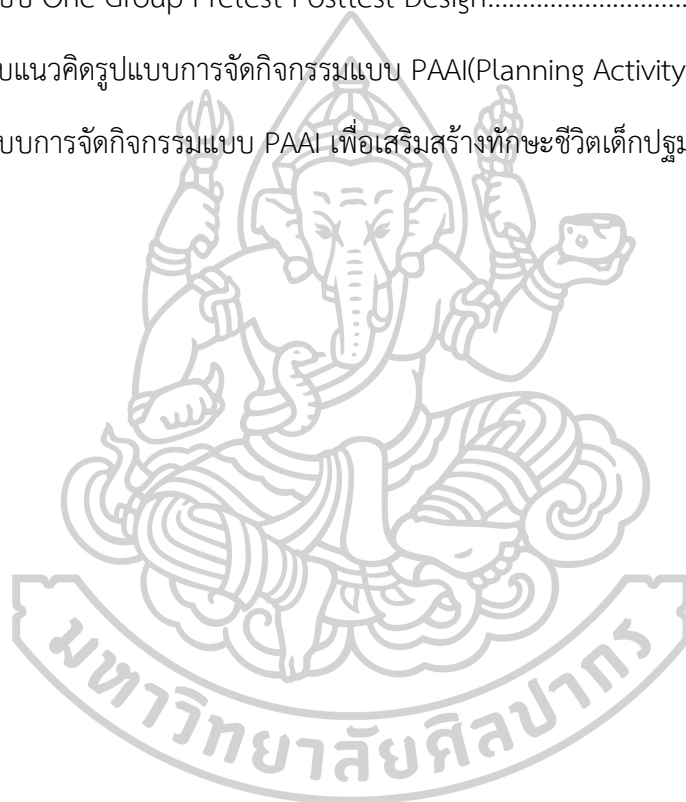 One Group Pretest Posttest Design................................
บแนวคิดรูปแบบการจัดกิจกรรมแบบ PAAI(Planning Activity
บบการจัดกิจกรรมแบบ PAAI เพื่อเสริมสร้างทักษะชีวิตเด็กปฐม
มหาวิทยาลัยศิลปากร